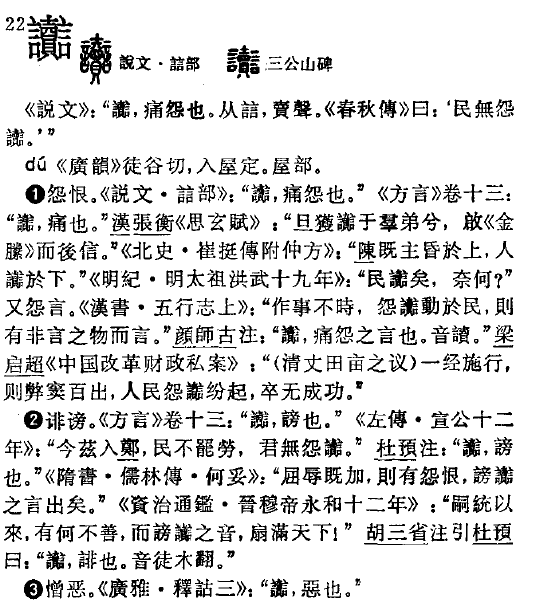 22 讟 讟 說文·誩部 讟 三公山碑
《説文》：“讟，痛怨也。从誩，賣聲。《春秋傳》曰：‘民無怨
讟。’”
dú 《廣韻》徒谷切，入屋定。屋部。
❶怨恨。《説文·誩部》：“讟，痛怨也。” 《方言》卷十三：
“讟，痛也。”漢張衡《思玄賦》：“旦獲讟于羣弟兮，啟《金
縢》而後信。”《北史·崔挺傳附仲方》：“陳既主昏於上，人
讟於下。”《明紀·明太祖洪武十九年》：“民讟矣，奈何？”
又怨言。《漢書·五行志上》：“作事不時，怨讟動於民，則
有非言之物而言。”顔師古注：“讟，痛怨之言也。音讀。”梁
启超《中国改革财政私案》：“(清丈田亩之议)一经施行，
则弊窦百出，人民怨讟纷起，卒无成功。”
❷诽谤。《方言》卷十三：“讟，謗也。” 《左傳·宣公十二
年》：“今茲入鄭，民不罷勞，君無怨讟。” 杜預注：“讟，謗
也。”《隋書·儒林傳·何妥》：“屈辱既加，則有怨恨，謗讟
之言出矣。” 《資治通鑑·晉穆帝永和十二年》：“嗣統以
來，有何不善，而謗讟之音，扇滿天下！” 胡三省注引杜預
曰：“讟，誹也。音徒木翻。”
❸憎恶。《廣雅·釋詁三》：“讟，惡也。”